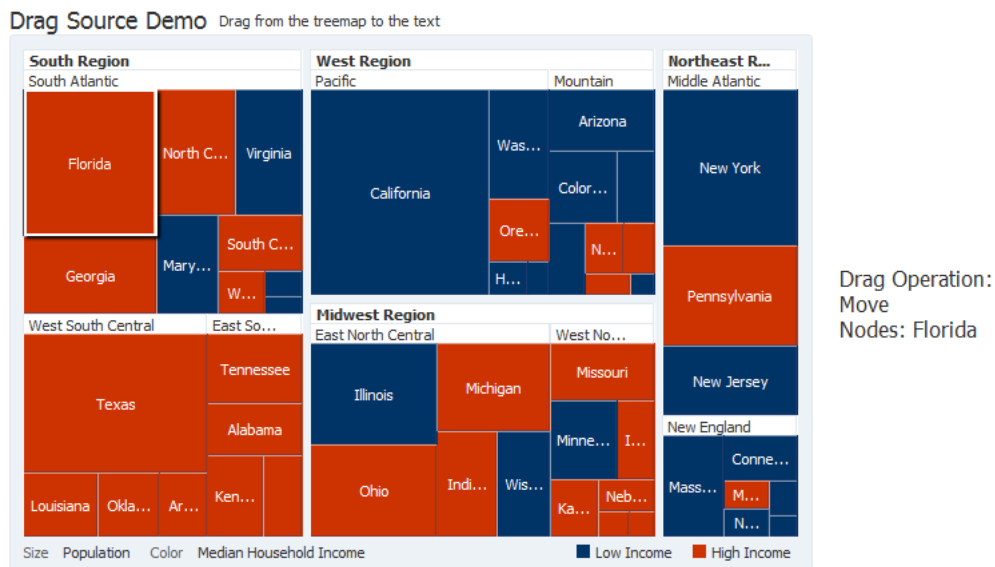 Drag Source Demo Drag from the treemap to the text
South Region
South Atlantic
Florida
North C...
Virginia
Georgia
Mary...
South C...
W...
West South Central
Texas
Louisiana
Okla...
Ar...
East So...
Tennessee
Alabama
Ken...
West Region
Pacific
California
Was...
Ore...
H...
Mountain
Arizona
Color...
N...
Midwest Region
East North Central
Illinois
Michigan
Ohio
Indi...
Wis...
West No...
Missouri
Minne...
I...
Ka...
Neb...
Northeast R...
Middle Atlantic
New York
Pennsylvania
New Jersey
New England
Mass...
Conne...
M...
N...
Size Population Color Median Household Income
Low Income High Income
Drag Operation:
Move
Nodes: Florida